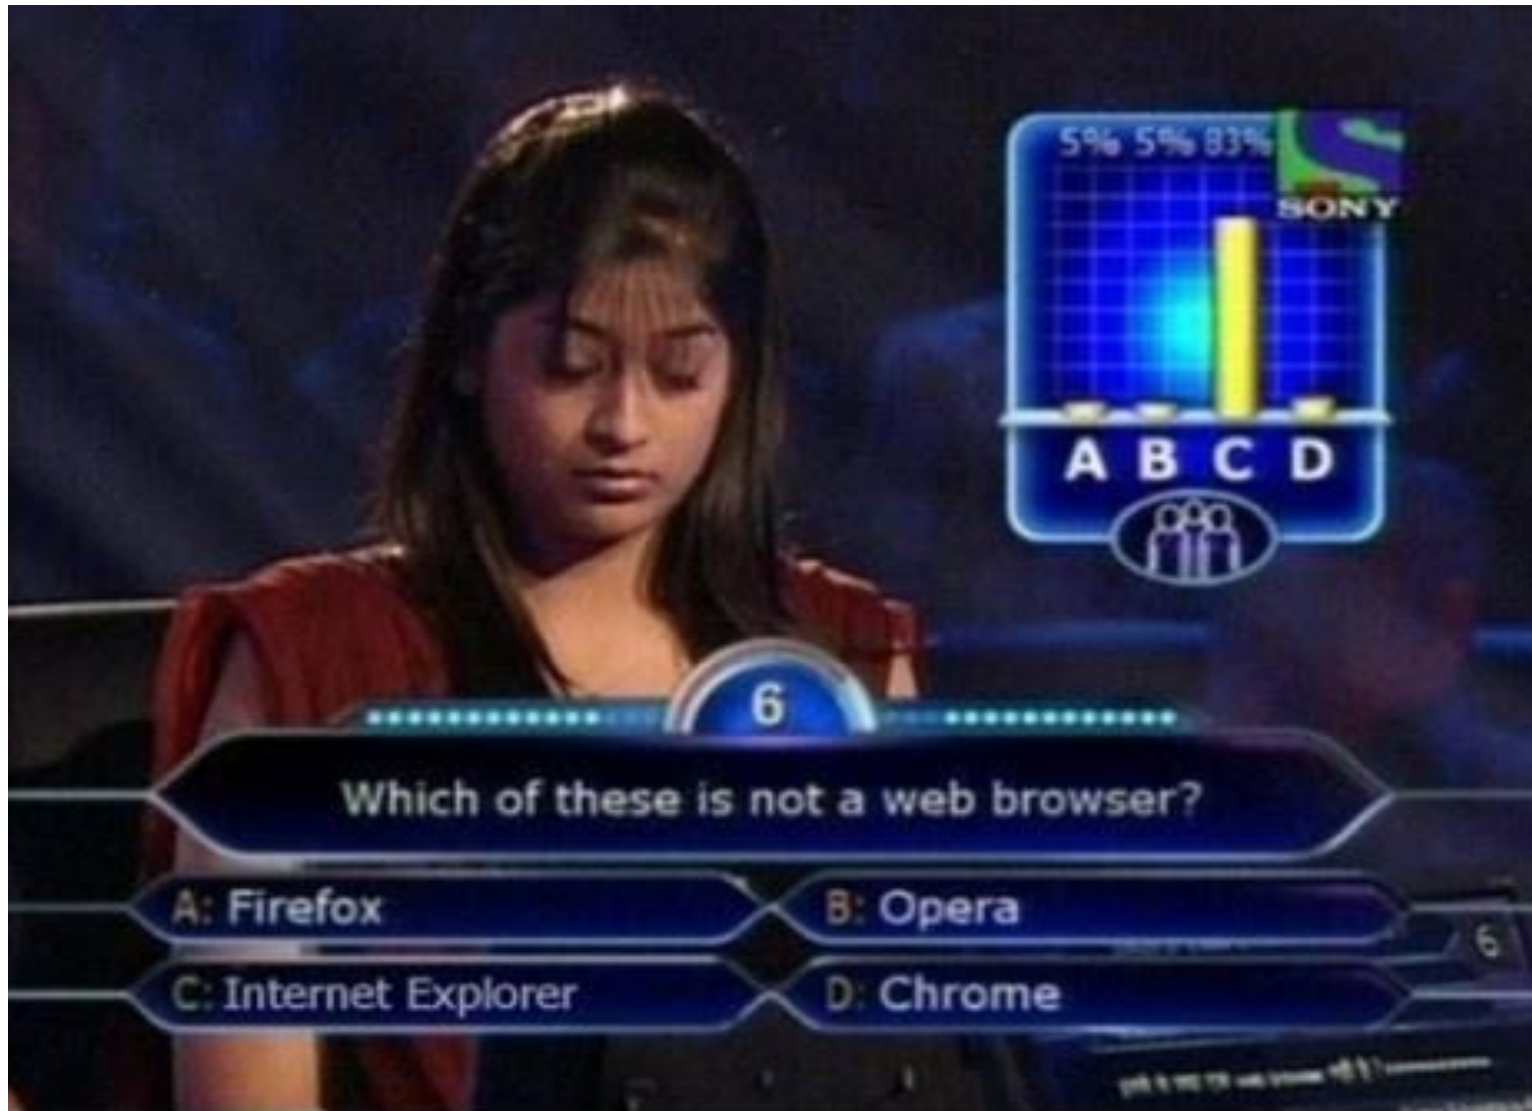 5% 5% 83%
SONY
A B C D
6
Which of these is not a web browser?
A: Firefox
B: Opera
C: Internet Explorer
D: Chrome
6